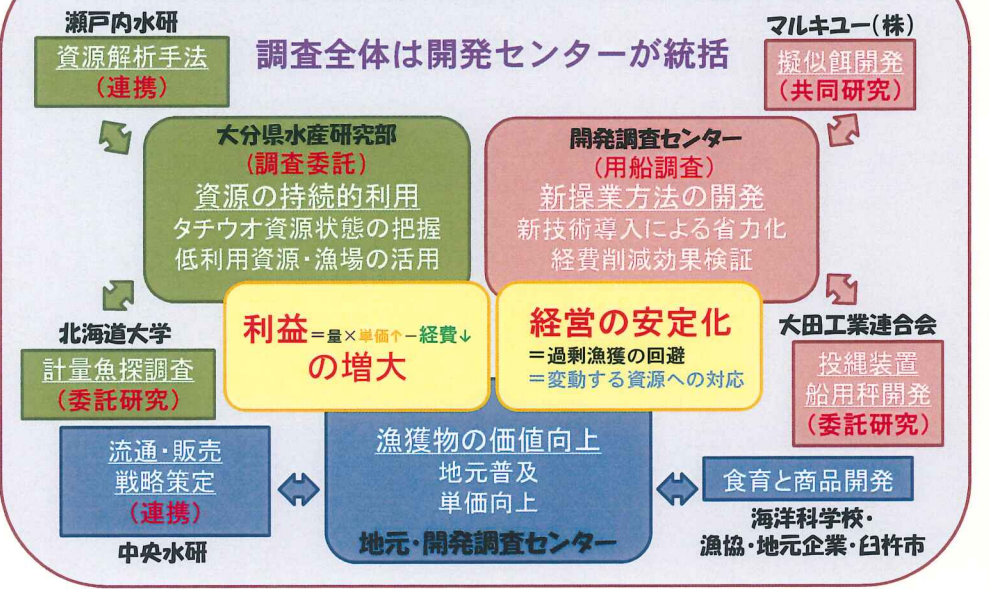 瀬戸内水研
資源解析手法
(連携)
調査全体は開発センターが統括
マルキユー(株)
擬似餌開発
(共同研究)
大分県水産研究部
(調査委託)
資源の持続的利用
タチウオ資源状態の把握
低利用資源・漁場の活用
開発調査センター
(用船調査)
新操業方法の開発
新技術導入による省力化
経費削減効果検証
利益=量×単価↑-経費↓
の増大
経営の安定化
=過剰漁獲の回避
=変動する資源への対応
北海道大学
計量魚探調査
(委託研究)
大田工業連合会
投縄装置
船用秤開発
(委託研究)
流通・販売
戦略策定
(連携)
中央水研
漁獲物の価値向上
地元普及
単価向上
地元・開発調査センター
食育と商品開発
海洋科学校・
漁協・地元企業・臼杵市